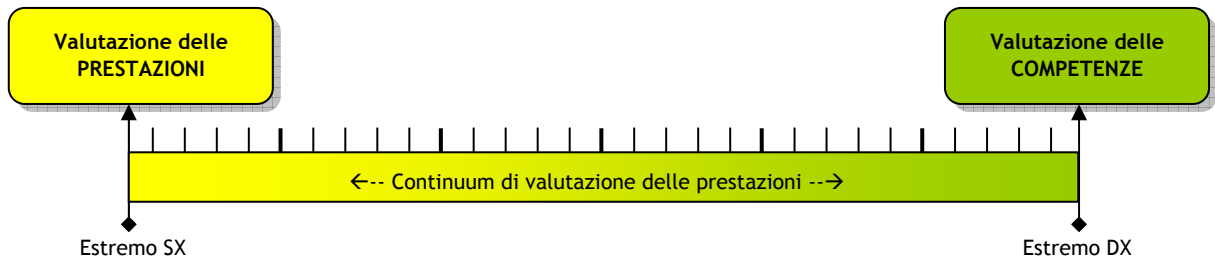 Valutazione delle
PRESTAZIONI
Valutazione delle
COMPETENZE
←-- Continuum di valutazione delle prestazioni --→
Estremo SX
Estremo DX